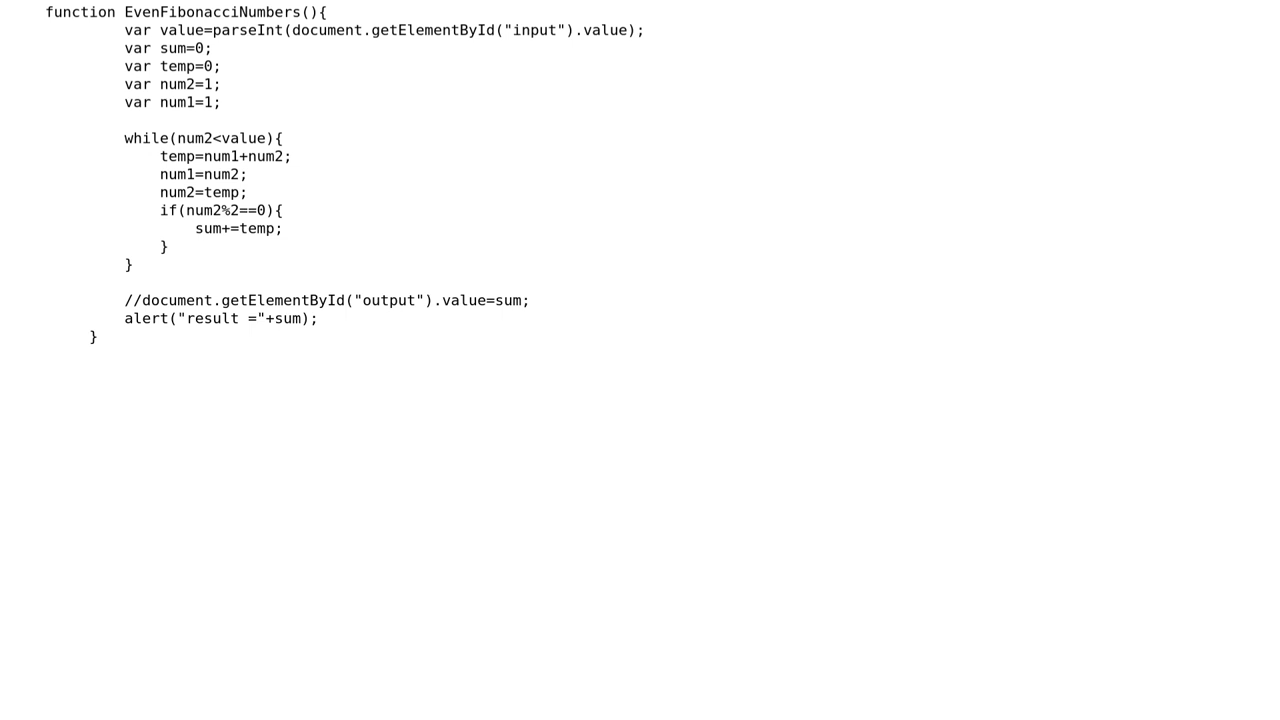 function EvenFibonacciNumbers(){
var value=parseInt(document.getElementById("input").value);
var sum=0;
var temp=0;
var num2=1;
var num1=1;
while(num2<value){
temp=num1+num2;
num1=num2;
num2=temp;
if(num2%2==0){
sum+=temp;
}
}
//document.getElementById("output").value=sum;
alert("result ="+sum);
}